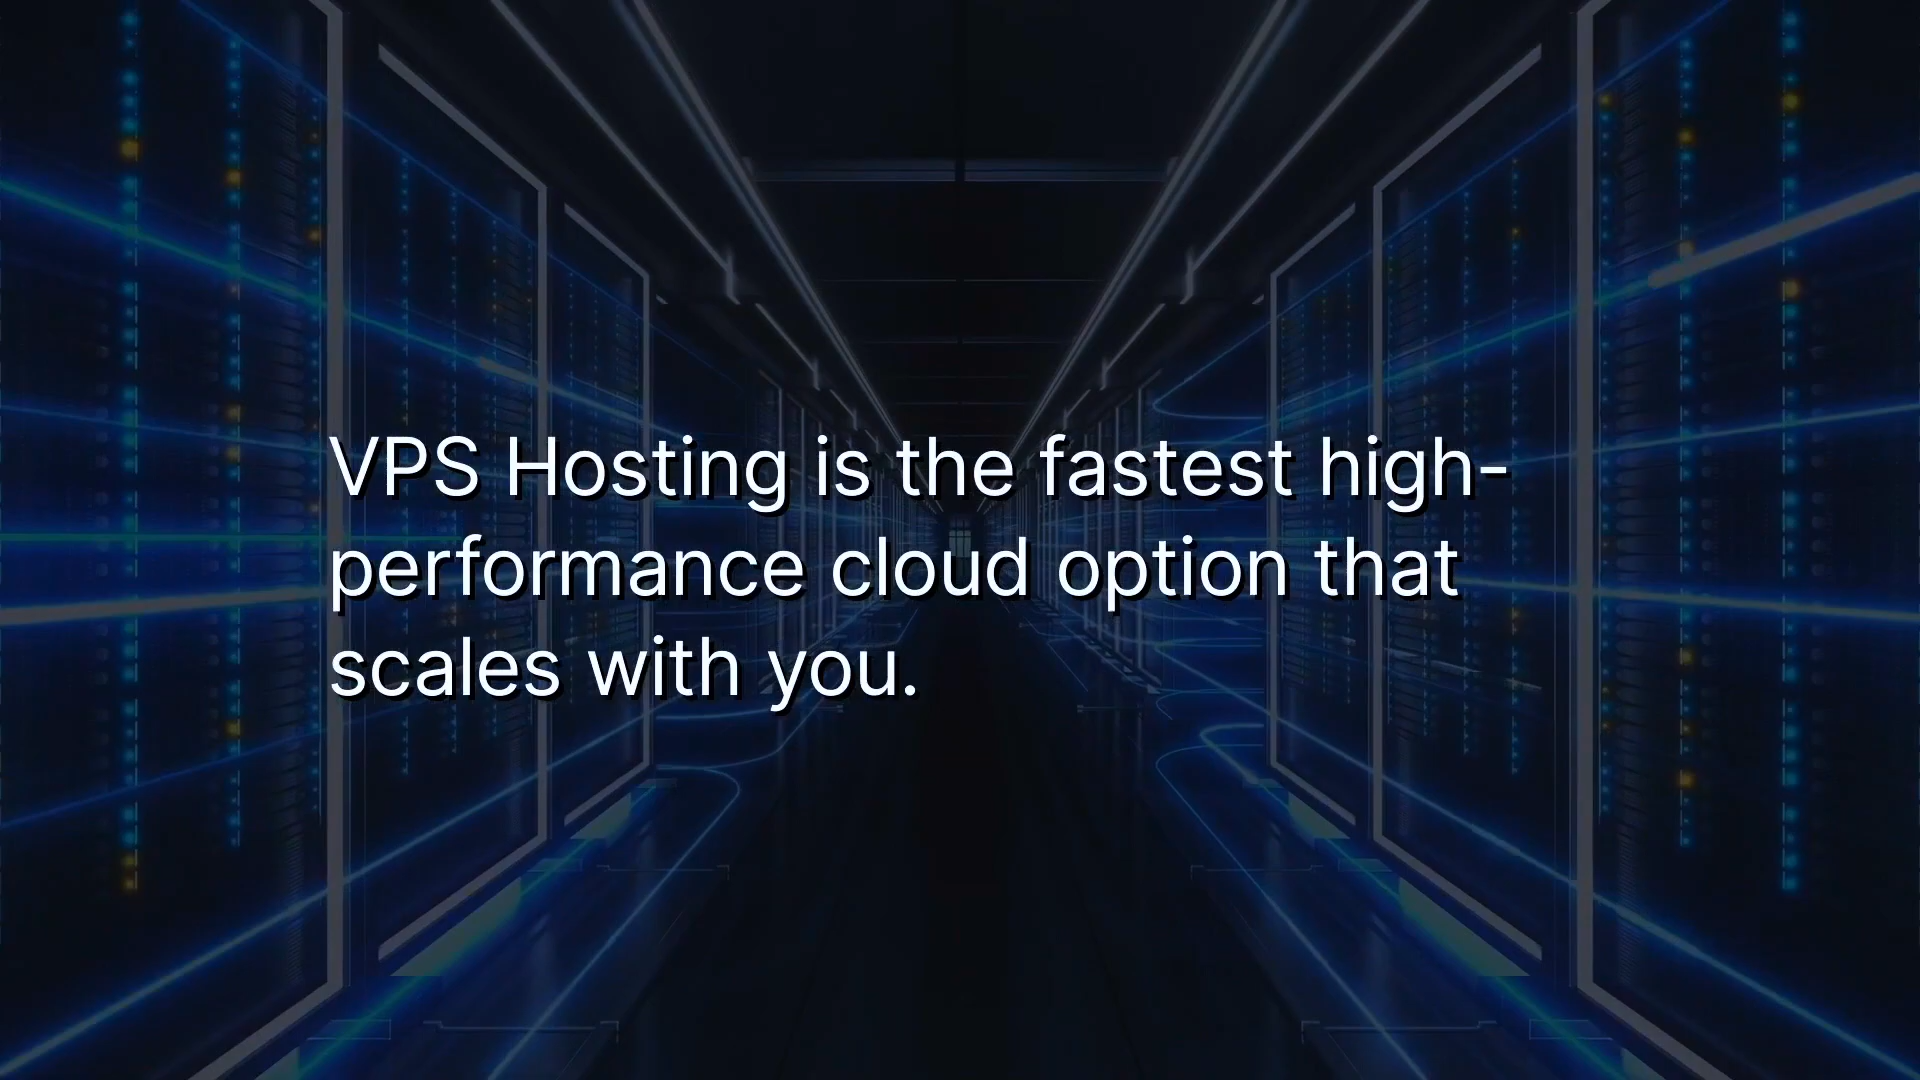 VPS Hosting is the fastest high-
performance cloud option that
scales with you.